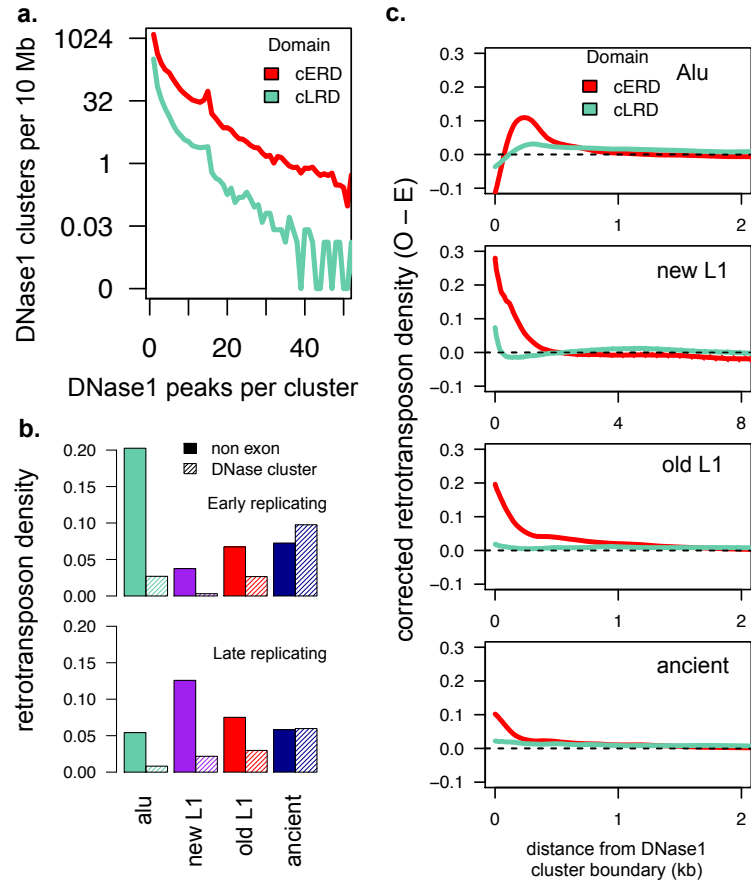 a.
DNase1 clusters per 10 Mb
1024
32
1
0.03
0
Domain
cERD
cLRD
0 20 40
DNase1 peaks per cluster
b.
retrotransposon density
0.20
0.15
0.10
0.05
0.00
non exon
DNase cluster
Early replicating
0.20
0.15
0.10
0.05
0.00
Late replicating
alu
new L1
old L1
ancient
c.
corrected retrotransposon density (O − E)
0.3
0.2
0.1
0.0
−0.1
Domain
cERD
cLRD
Alu
0 1 2
0.3
0.2
0.1
0.0
−0.1
new L1
0 4 8
0.3
0.2
0.1
0.0
−0.1
old L1
0 1 2
0.3
0.2
0.1
0.0
−0.1
ancient
0 1 2
distance from DNase1
cluster boundary (kb)